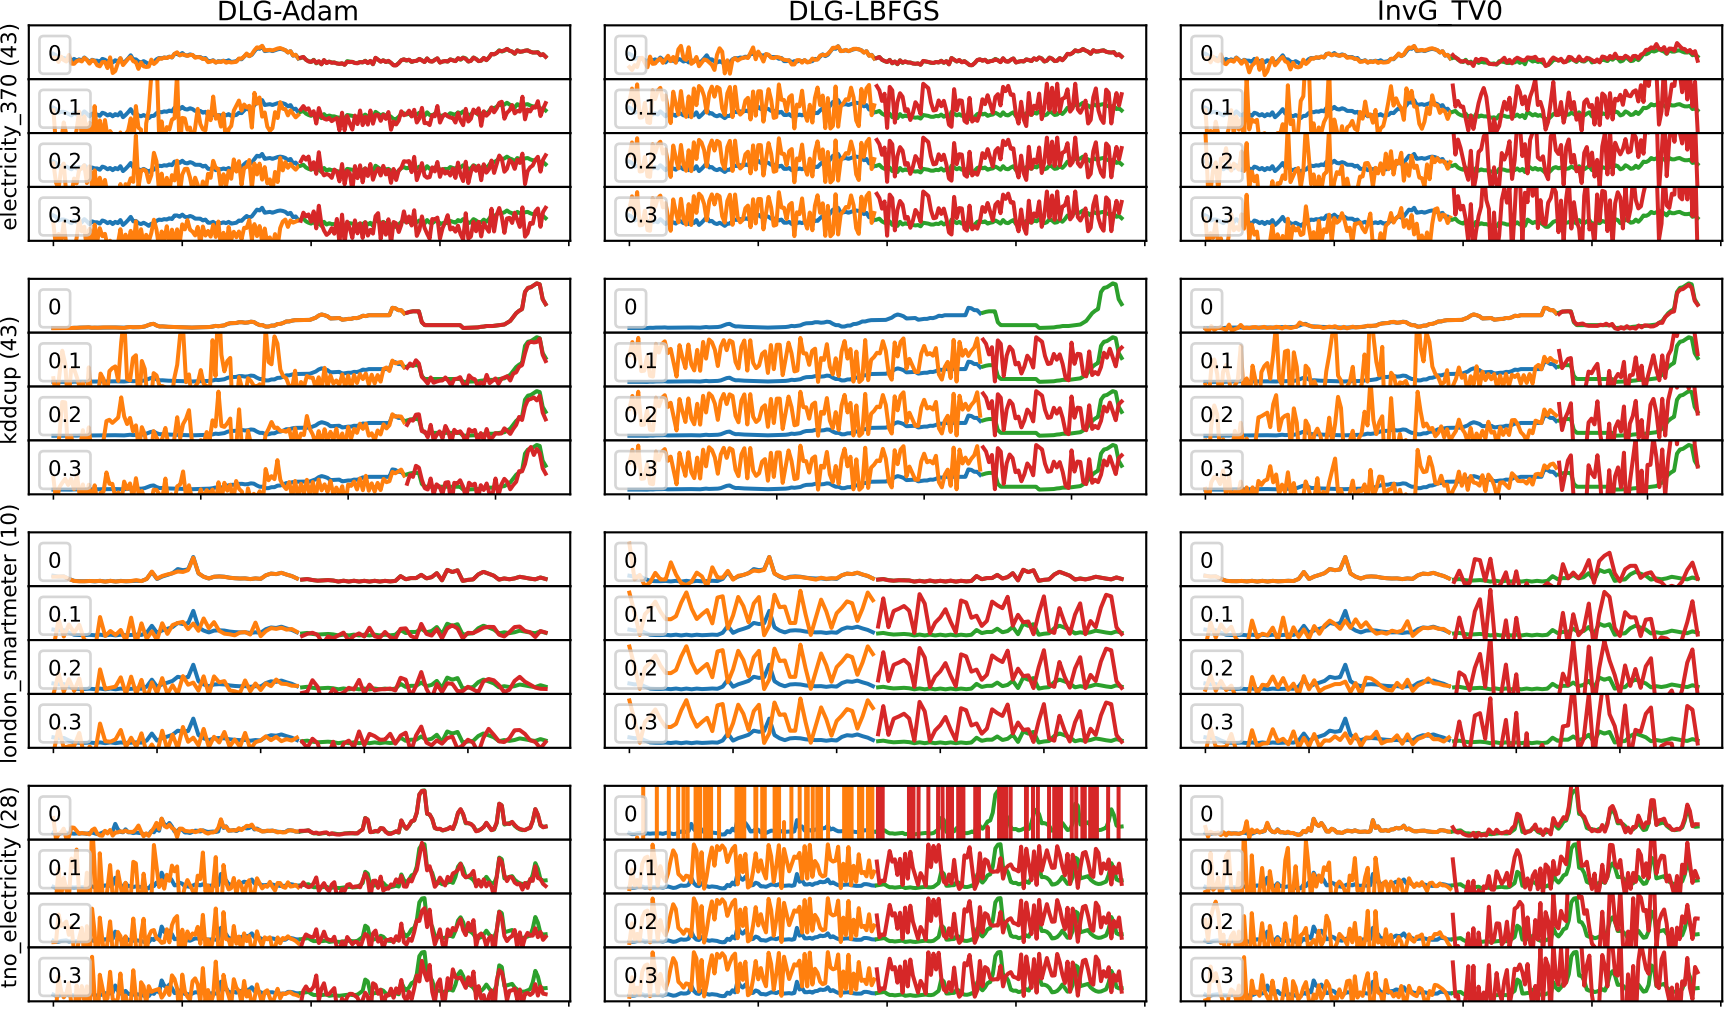 DLG-Adam DLG-LBFGS InvG_TV0
electricity_370 (43)
0 0 0
0.1 0.1 0.1
0.2 0.2 0.2
0.3 0.3 0.3
kddcup (43)
0 0 0
0.1 0.1 0.1
0.2 0.2 0.2
0.3 0.3 0.3
london_smartmeter (10)
0 0 0
0.1 0.1 0.1
0.2 0.2 0.2
0.3 0.3 0.3
tno_electricity (28)
0 0 0
0.1 0.1 0.1
0.2 0.2 0.2
0.3 0.3 0.3